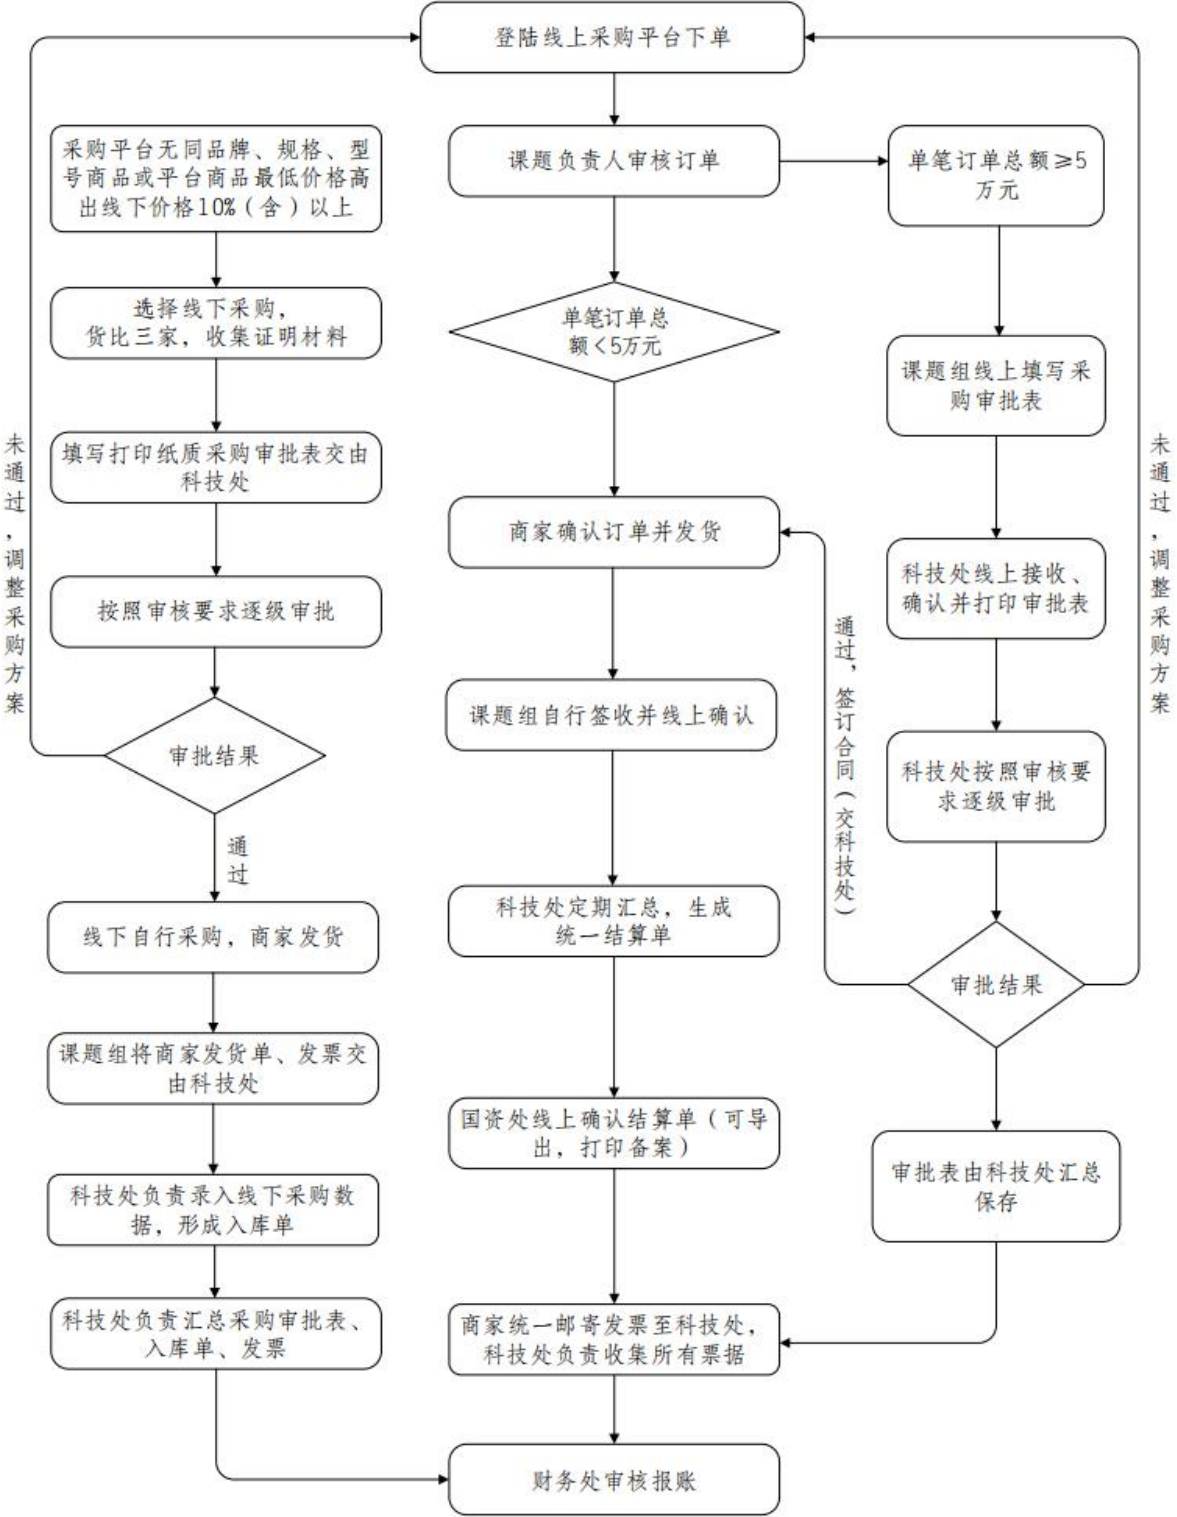 登陆线上采购平台下单
采购平台无同品牌、规格、型
号商品或平台商品最低价格高
出线下价格10%（含）以上
选择线下采购，
货比三家，收集证明材料
填写打印纸质采购审批表交由
科技处
按照审核要求逐级审批
审批结果
未通过，调整采购方案
通过
线下自行采购，商家发货
课题组将商家发货单、发票交
由科技处
科技处负责录入线下采购数
据，形成入库单
科技处负责汇总采购审批表、
入库单、发票
课题负责人审核订单
单笔订单总
额＜5万元
商家确认订单并发货
课题组自行签收并线上确认
科技处定期汇总，生成
统一结算单
国资处线上确认结算单（可导
出，打印备案）
商家统一邮寄发票至科技处，
科技处负责收集所有票据
财务处审核报账
单笔订单总额≥5
万元
课题组线上填写采
购审批表
科技处线上接收、
确认并打印审批表
科技处按照审核要
求逐级审批
审批结果
通过，签订合同（交科技处）
未通过，调整采购方案
审批表由科技处汇总
保存